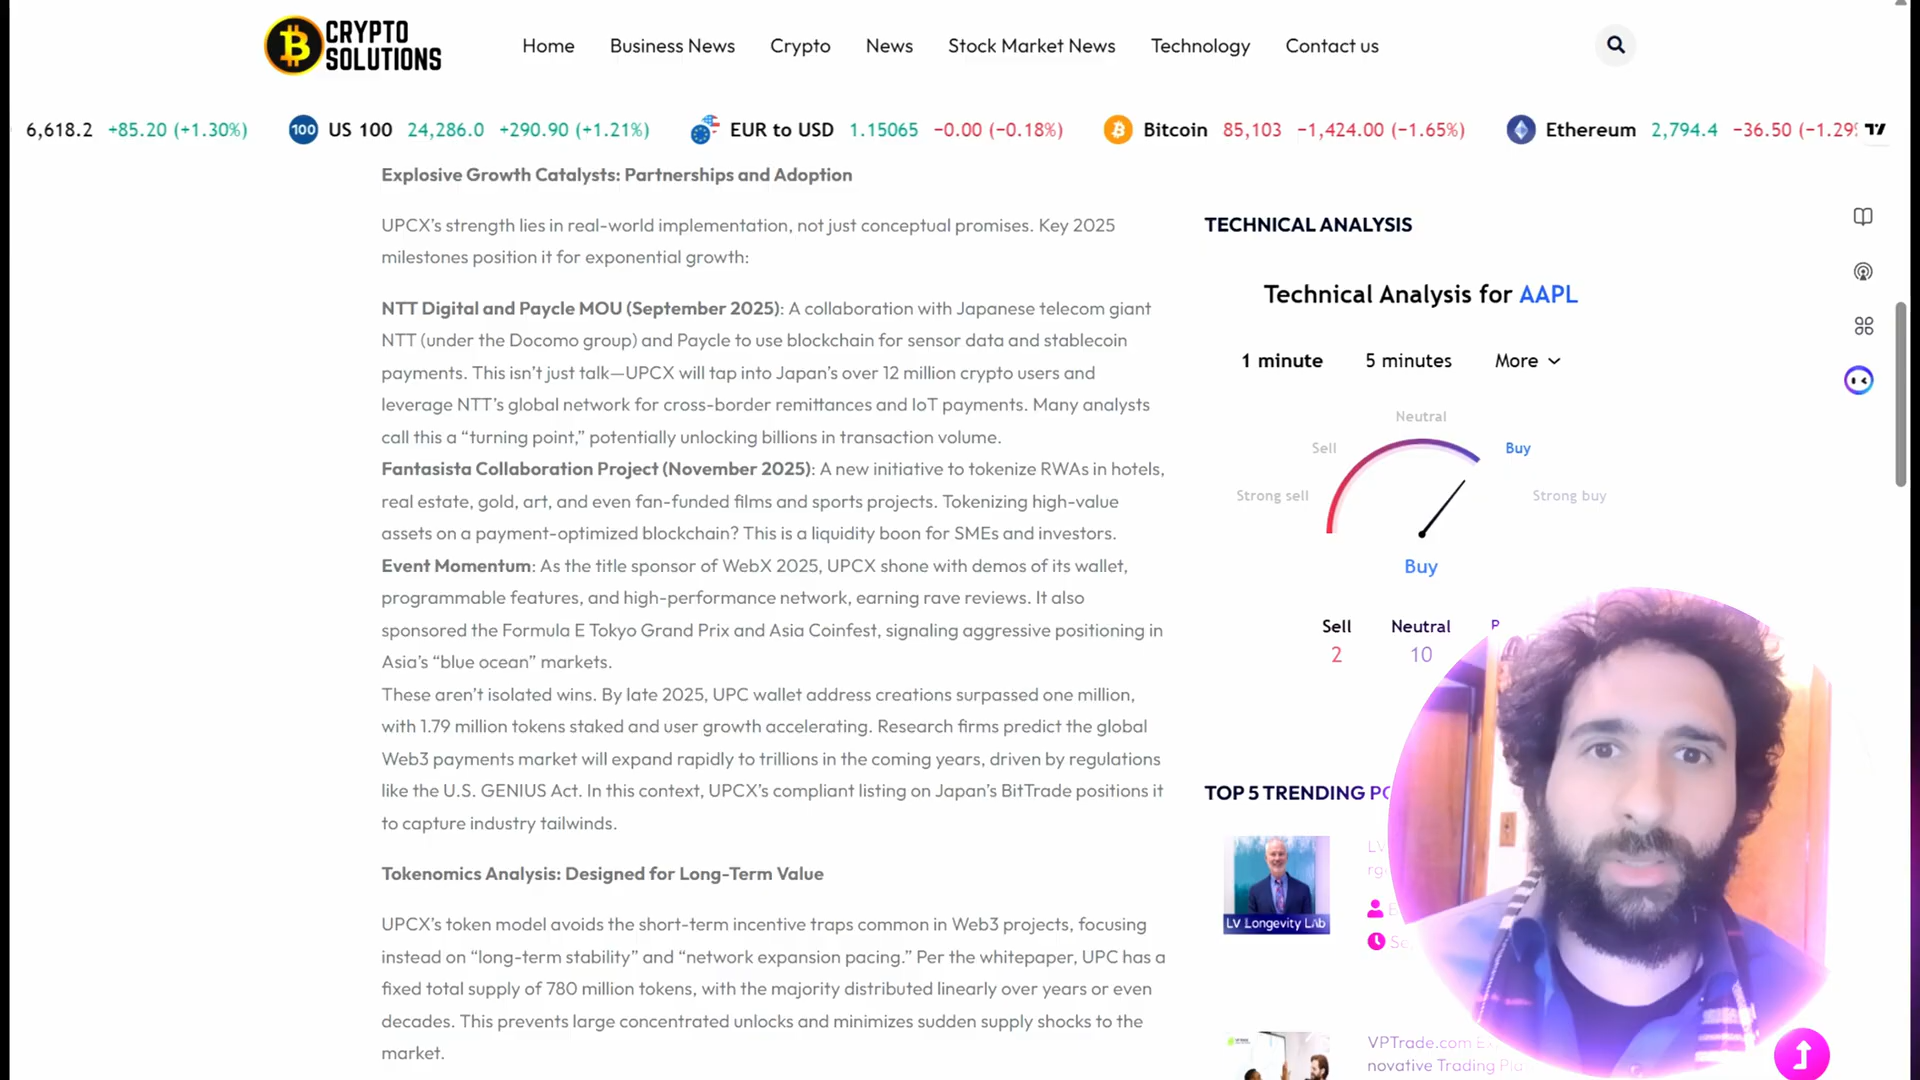 CRYPTO
SOLUTIONS
Home Business News Crypto News Stock Market News Technology Contact us
6,618.2 +85.20 (+1.30%) 100 US 100 24,286.0 +290.90 (+1.21%) EUR to USD 1.15065 −0.00 (−0.18%) Bitcoin 85,103 −1,424.00 (−1.65%) Ethereum 2,794.4 −36.50 (−1.29%
Explosive Growth Catalysts: Partnerships and Adoption
UPCX’s strength lies in real-world implementation, not just conceptual promises. Key 2025
milestones position it for exponential growth:
NTT Digital and Paycle MOU (September 2025): A collaboration with Japanese telecom giant
NTT (under the Docomo group) and Paycle to use blockchain for sensor data and stablecoin
payments. This isn’t just talk—UPCX will tap into Japan’s over 12 million crypto users and
leverage NTT’s global network for cross-border remittances and IoT payments. Many analysts
call this a “turning point,” potentially unlocking billions in transaction volume.
Fantasista Collaboration Project (November 2025): A new initiative to tokenize RWAs in hotels,
real estate, gold, art, and even fan-funded films and sports projects. Tokenizing high-value
assets on a payment-optimized blockchain? This is a liquidity boon for SMEs and investors.
Event Momentum: As the title sponsor of WebX 2025, UPCX shone with demos of its wallet,
programmable features, and high-performance network, earning rave reviews. It also
sponsored the Formula E Tokyo Grand Prix and Asia Coinfest, signaling aggressive positioning in
Asia’s “blue ocean” markets.
These aren’t isolated wins. By late 2025, UPC wallet address creations surpassed one million,
with 1.79 million tokens staked and user growth accelerating. Research firms predict the global
Web3 payments market will expand rapidly to trillions in the coming years, driven by regulations
like the U.S. GENIUS Act. In this context, UPCX’s compliant listing on Japan’s BitTrade positions it
to capture industry tailwinds.
Tokenomics Analysis: Designed for Long-Term Value
UPCX’s token model avoids the short-term incentive traps common in Web3 projects, focusing
instead on “long-term stability” and “network expansion pacing.” Per the whitepaper, UPC has a
fixed total supply of 780 million tokens, with the majority distributed linearly over years or even
decades. This prevents large concentrated unlocks and minimizes sudden supply shocks to the
market.
TECHNICAL ANALYSIS
Technical Analysis for AAPL
1 minute 5 minutes More
Neutral
Sell Buy
Strong sell Strong buy
Buy
Sell Neutral
2 10
TOP 5 TRENDING
LV
LV Longevity Lab
VPTrade.com
novative Trading